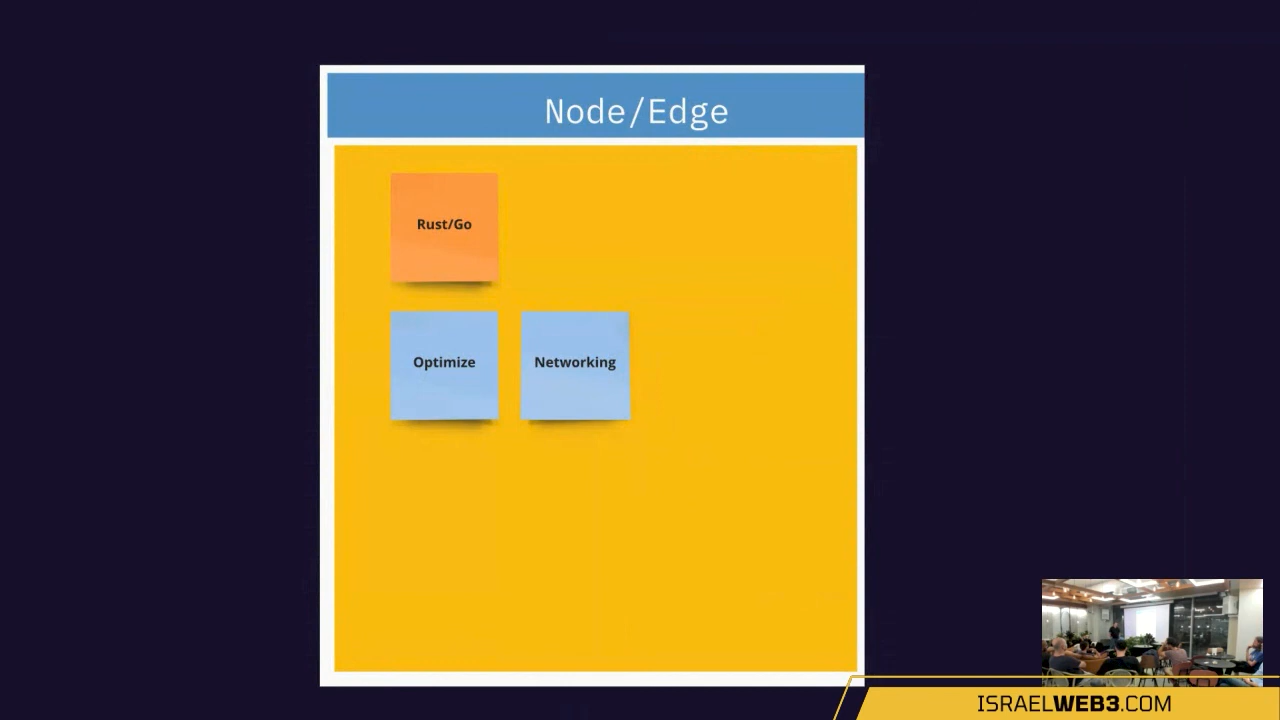 Node/Edge
Rust/Go
Optimize
Networking
ISRAELWEB3.COM